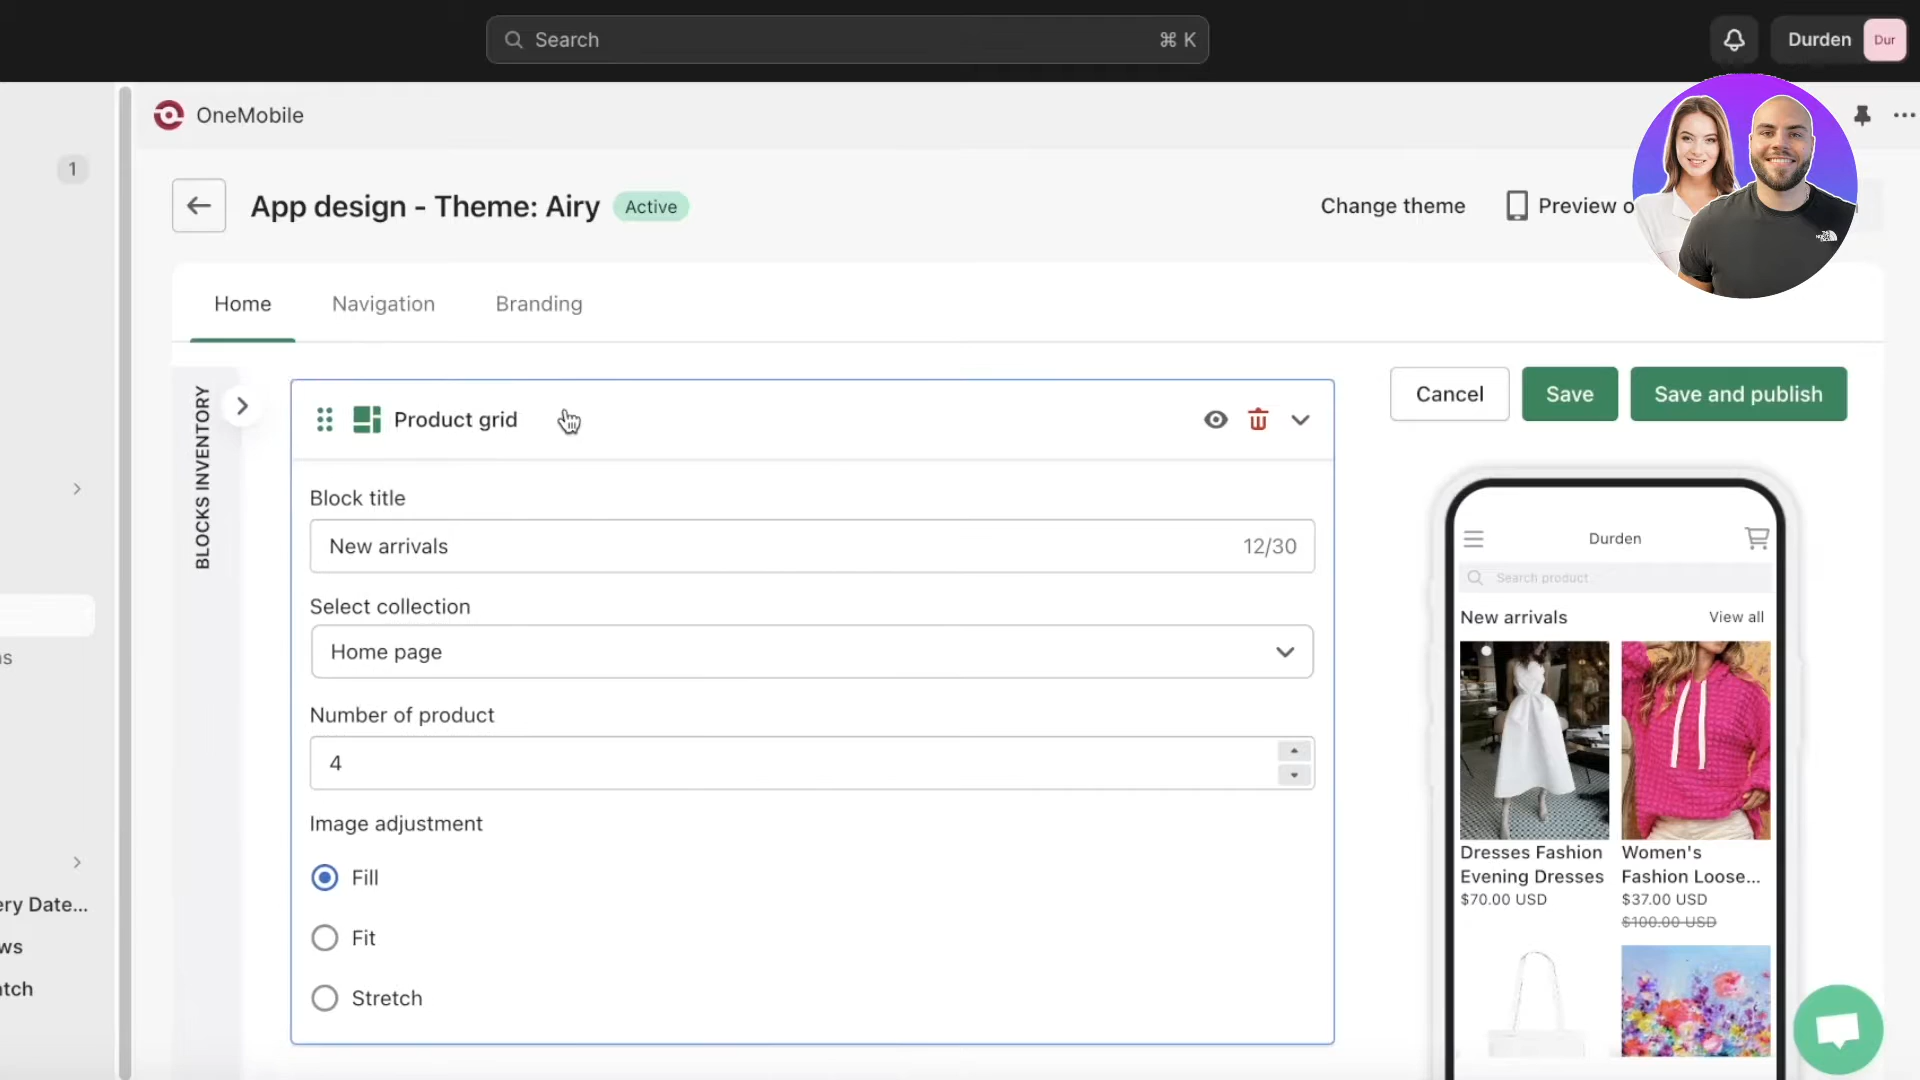 Search
⌘ K
Durden
Dur
OneMobile
1
App design - Theme: Airy
Active
Change theme
Preview o
Home
Navigation
Branding
BLOCKS INVENTORY
Product grid
Cancel
Save
Save and publish
Block title
New arrivals
12/30
Select collection
Home page
Number of product
4
Image adjustment
Fill
Fit
Stretch
ery Date...
ws
atch
Durden
Search product
New arrivals
View all
Dresses Fashion
Evening Dresses
$70.00 USD
Women's
Fashion Loose...
$37.00 USD
$100.00 USD